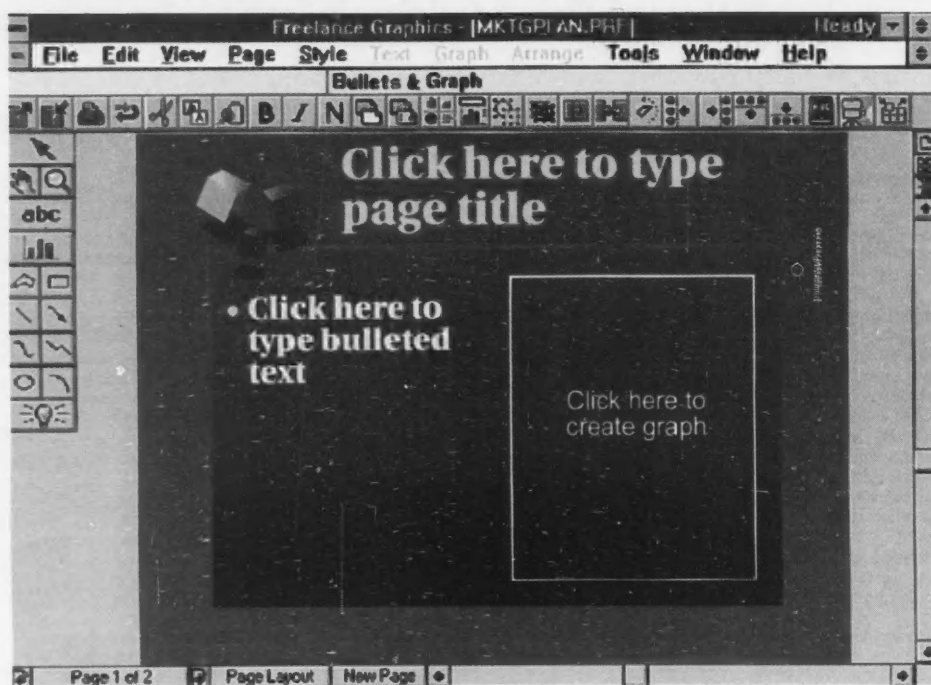 Freelance Graphics - [MKTGPLAN.PRE] Ready
File Edit View Page Style Text Graph Arrange Tools Window Help
Bullets & Graph
B I N
abc
Click here to type
page title
• Click here to
type bulleted
text
Click here to
create graph
Page 1 of 2 Page Layout New Page